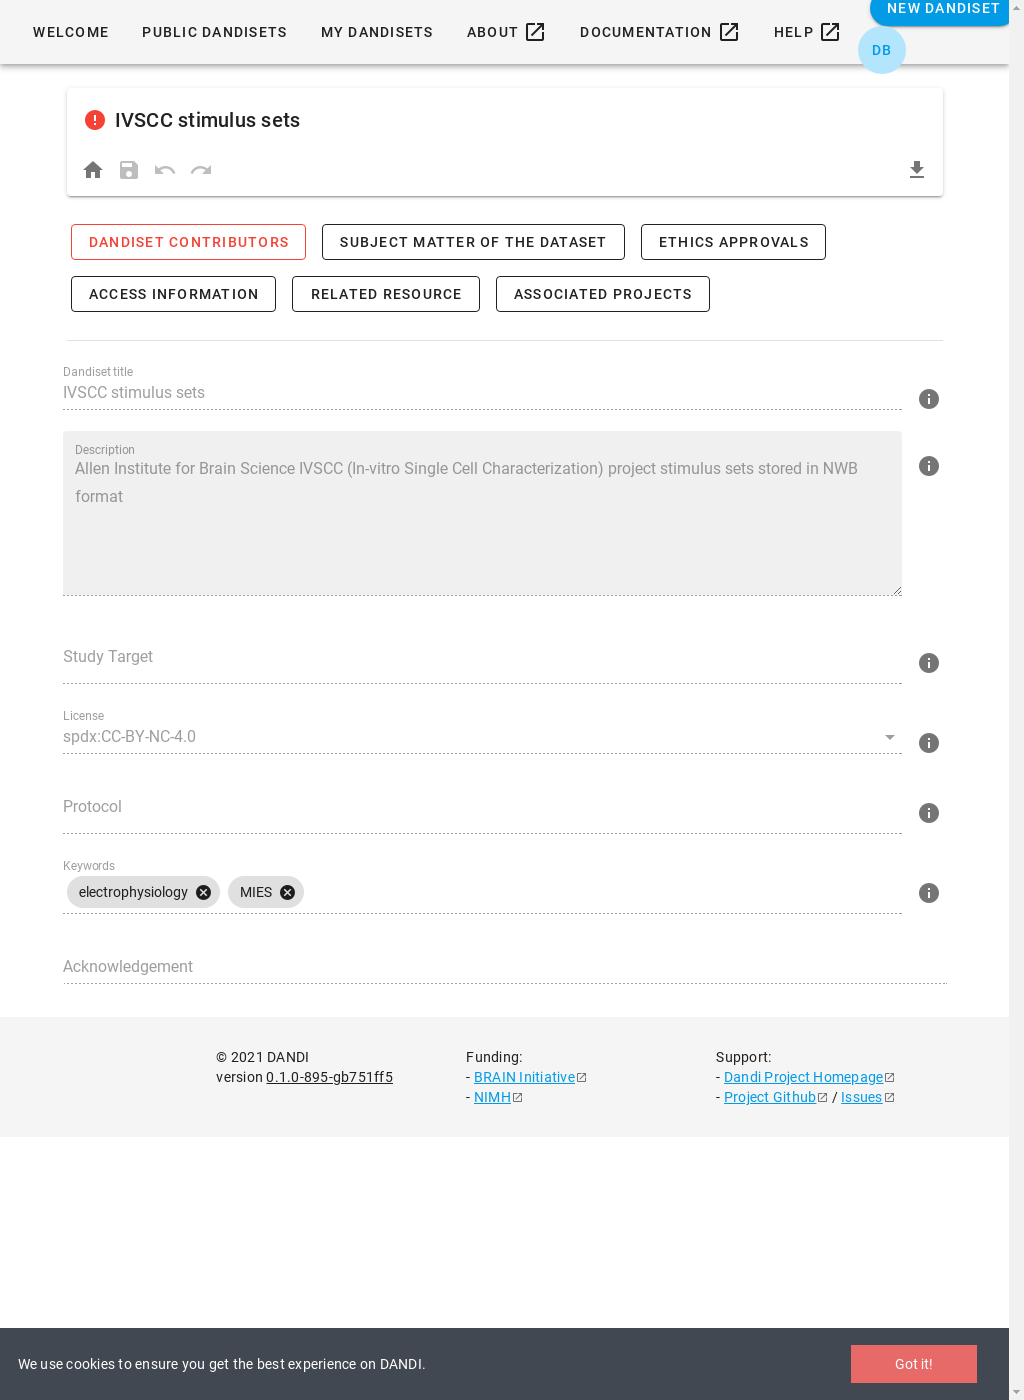 WELCOME PUBLIC DANDISETS MY DANDISETS ABOUT DOCUMENTATION HELP NEW DANDISET
DB
IVSCC stimulus sets
DANDISET CONTRIBUTORS SUBJECT MATTER OF THE DATASET ETHICS APPROVALS
ACCESS INFORMATION RELATED RESOURCE ASSOCIATED PROJECTS
Dandiset title
IVSCC stimulus sets
Description
Allen Institute for Brain Science IVSCC (In-vitro Single Cell Characterization) project stimulus sets stored in NWB
format
Study Target
License
spdx:CC-BY-NC-4.0
Protocol
Keywords
electrophysiology MIES
Acknowledgement
© 2021 DANDI
version 0.1.0-895-gb751ff5
Funding:
- BRAIN Initiative
- NIMH
Support:
- Dandi Project Homepage
- Project Github / Issues
We use cookies to ensure you get the best experience on DANDI.
Got it!